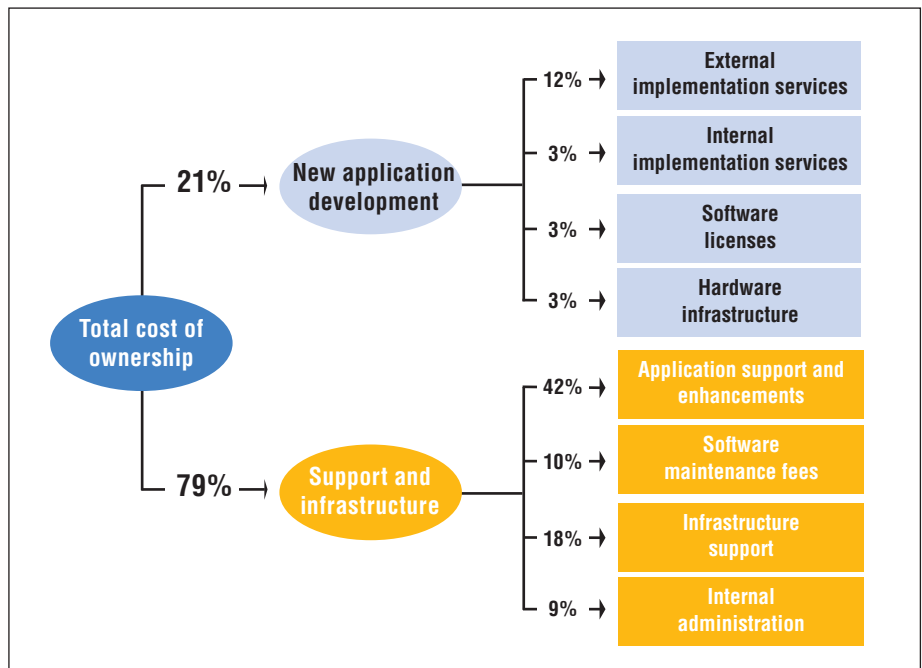 Total cost of
ownership
21%
New application
development
12%
External
implementation services
3%
Internal
implementation services
3%
Software
licenses
3%
Hardware
infrastructure
79%
Support and
infrastructure
42%
Application support and
enhancements
10%
Software
maintenance fees
18%
Infrastructure
support
9%
Internal
administration